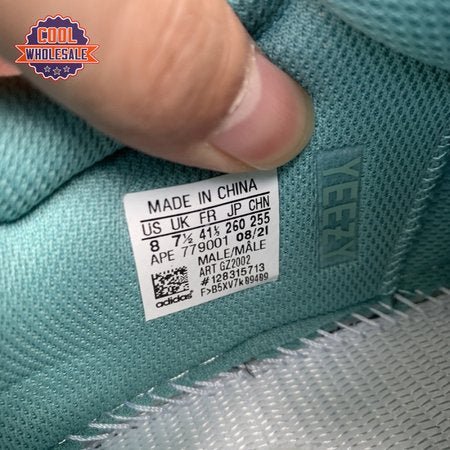 COOL
WHOLESALE
YEEZY
MADE IN CHINA
US UK FR JP CHN
8 7½ 41⅓ 260 255
APE 779001 08/21
MALE/MÂLE
ART GZ2002
#128315713
F>B5XV7k09409
adidas